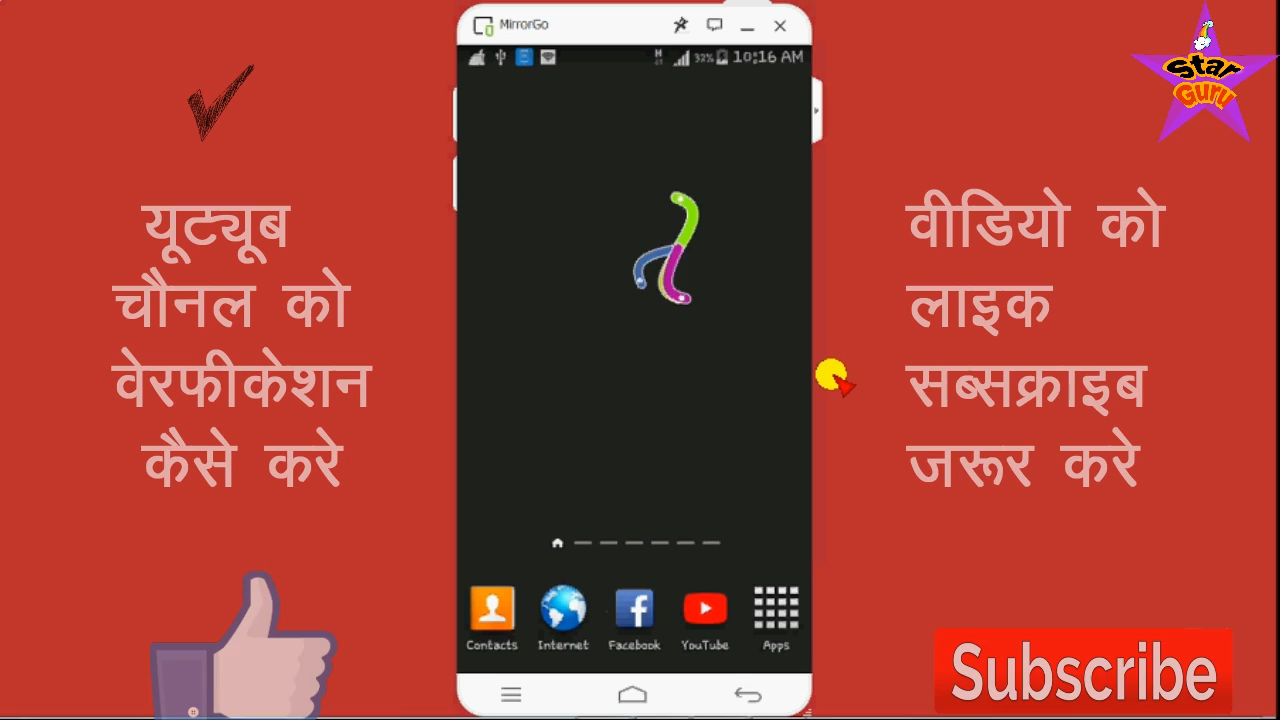 MirrorGo
32% 10:16 AM
Star
Guru
यूट्यूब
चौनल को
वेरफीकेशन
कैसे करे
वीडियो को
लाइक
सब्सक्राइब
जरूर करे
Contacts Internet Facebook YouTube Apps
Subscribe